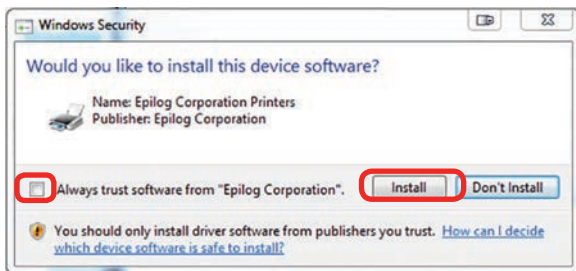 Windows Security
Would you like to install this device software?
Name: Epilog Corporation Printers
Publisher: Epilog Corporation
Always trust software from "Epilog Corporation".
Install
Don't Install
You should only install driver software from publishers you trust. How can I decide
which device software is safe to install?